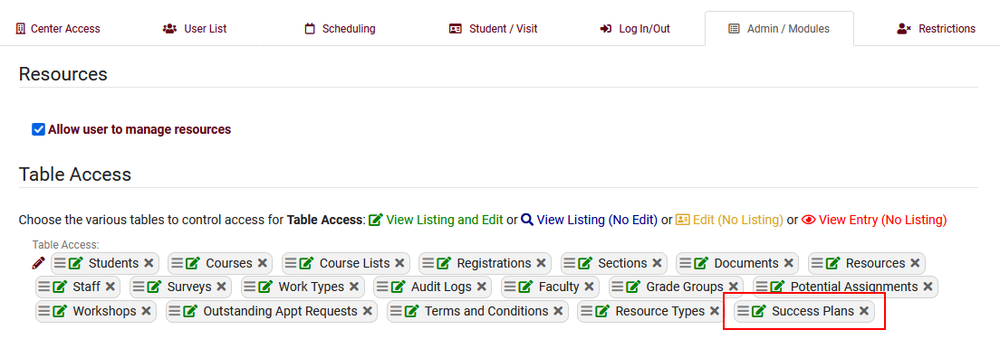 Center Access User List Scheduling Student / Visit Log In/Out Admin / Modules Restrictions
Resources
Allow user to manage resources
Table Access
Choose the various tables to control access for Table Access: View Listing and Edit or View Listing (No Edit) or Edit (No Listing) or View Entry (No Listing)
Table Access:
Students Courses Course Lists Registrations Sections Documents Resources
Staff Surveys Work Types Audit Logs Faculty Grade Groups Potential Assignments
Workshops Outstanding Appt Requests Terms and Conditions Resource Types Success Plans